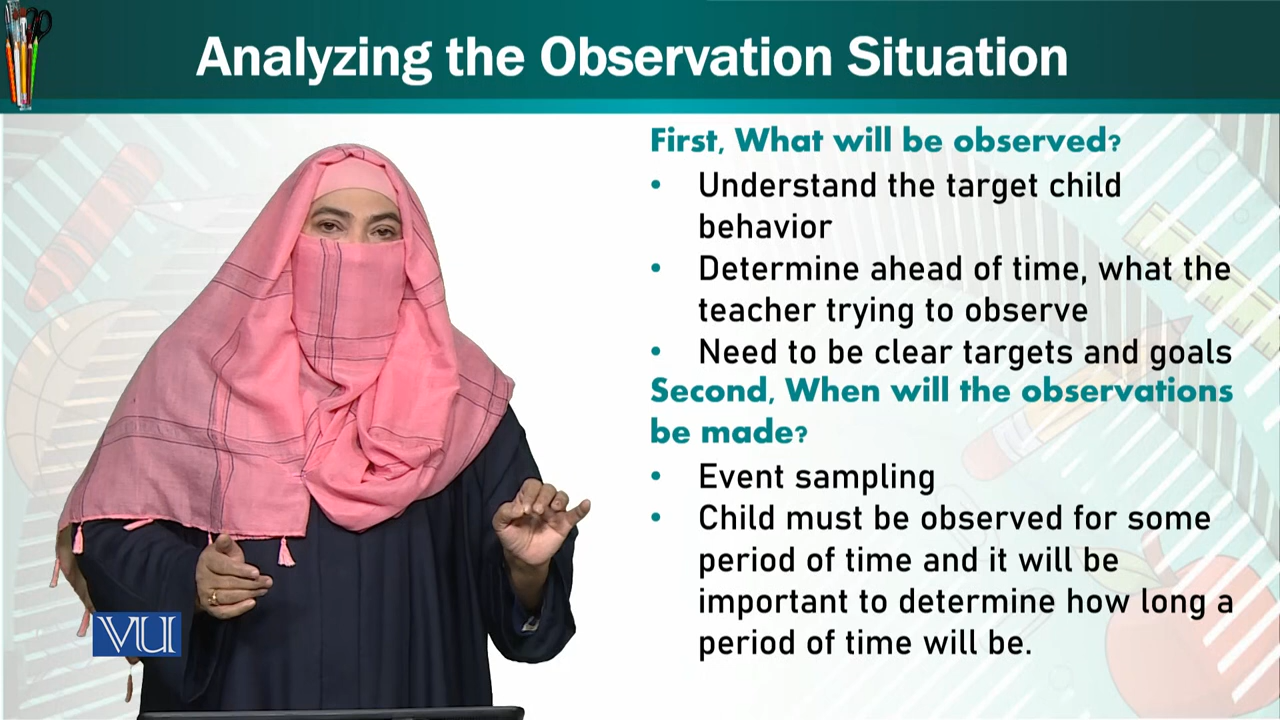 Analyzing the Observation Situation
First, What will be observed?
• Understand the target child
behavior
• Determine ahead of time, what the
teacher trying to observe
• Need to be clear targets and goals
Second, When will the observations
be made?
• Event sampling
• Child must be observed for some
period of time and it will be
important to determine how long a
period of time will be.
VU